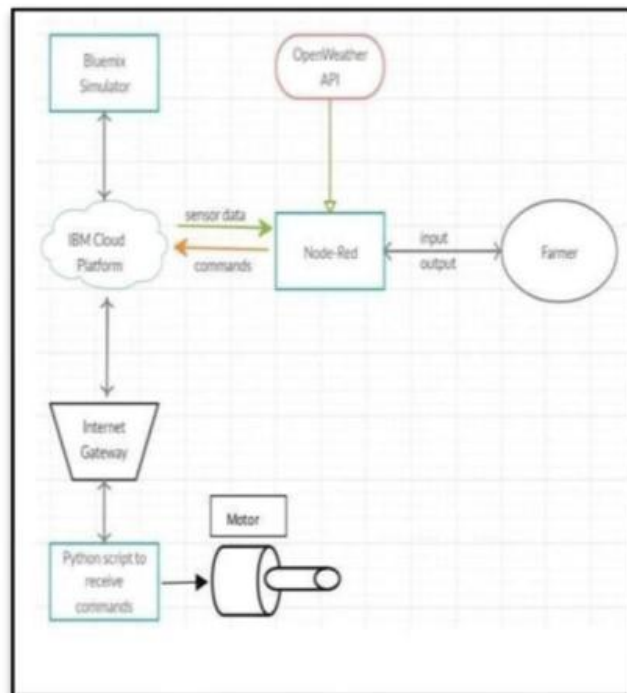 Bluemix
Simulator
OpenWeather
API
IBM Cloud
Platform
sensor data
commands
Node-Red
input
output
Farmer
Internet
Gateway
Motor
Python script to
receive
commands